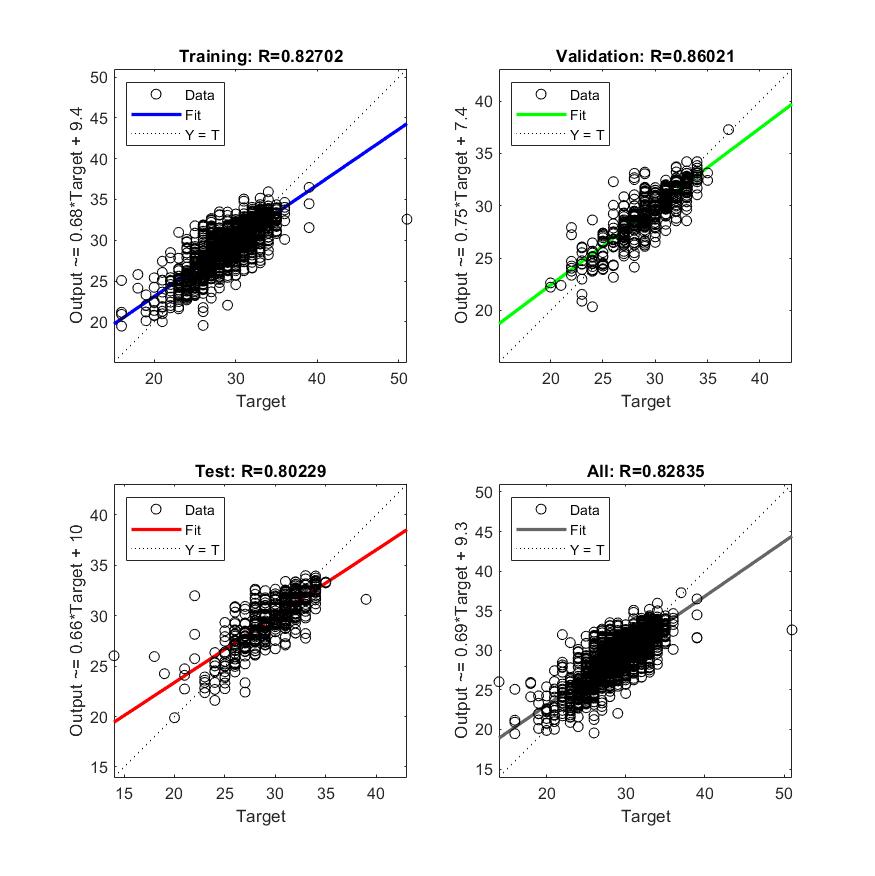 Training: R=0.82702
Output ~= 0.68*Target + 9.4
50
45
40
35
30
25
20
Data
Fit
Y = T
20 30 40 50
Target
Validation: R=0.86021
Output ~= 0.75*Target + 7.4
40
35
30
25
20
Data
Fit
Y = T
20 25 30 35 40
Target
Test: R=0.80229
Output ~= 0.66*Target + 10
40
35
30
25
20
15
Data
Fit
Y = T
15 20 25 30 35 40
Target
All: R=0.82835
Output ~= 0.69*Target + 9.3
50
45
40
35
30
25
20
15
Data
Fit
Y = T
20 30 40 50
Target